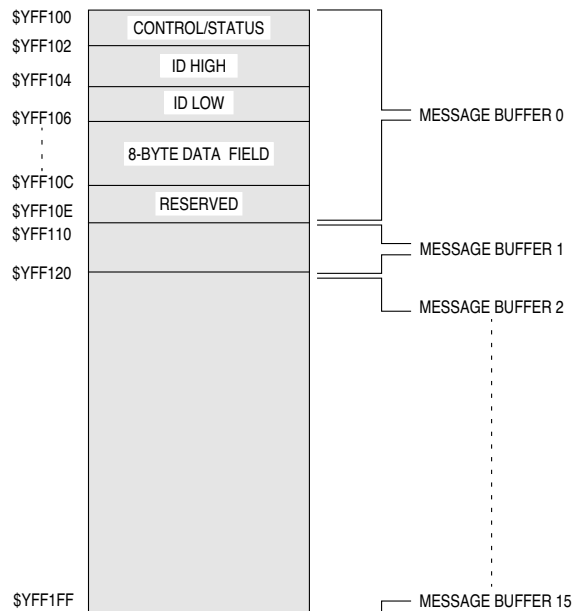 $YFF100
CONTROL/STATUS
$YFF102
ID HIGH
$YFF104
ID LOW
$YFF106
MESSAGE BUFFER 0
8-BYTE DATA FIELD
$YFF10C
RESERVED
$YFF10E
$YFF110
MESSAGE BUFFER 1
$YFF120
MESSAGE BUFFER 2
$YFF1FF
MESSAGE BUFFER 15